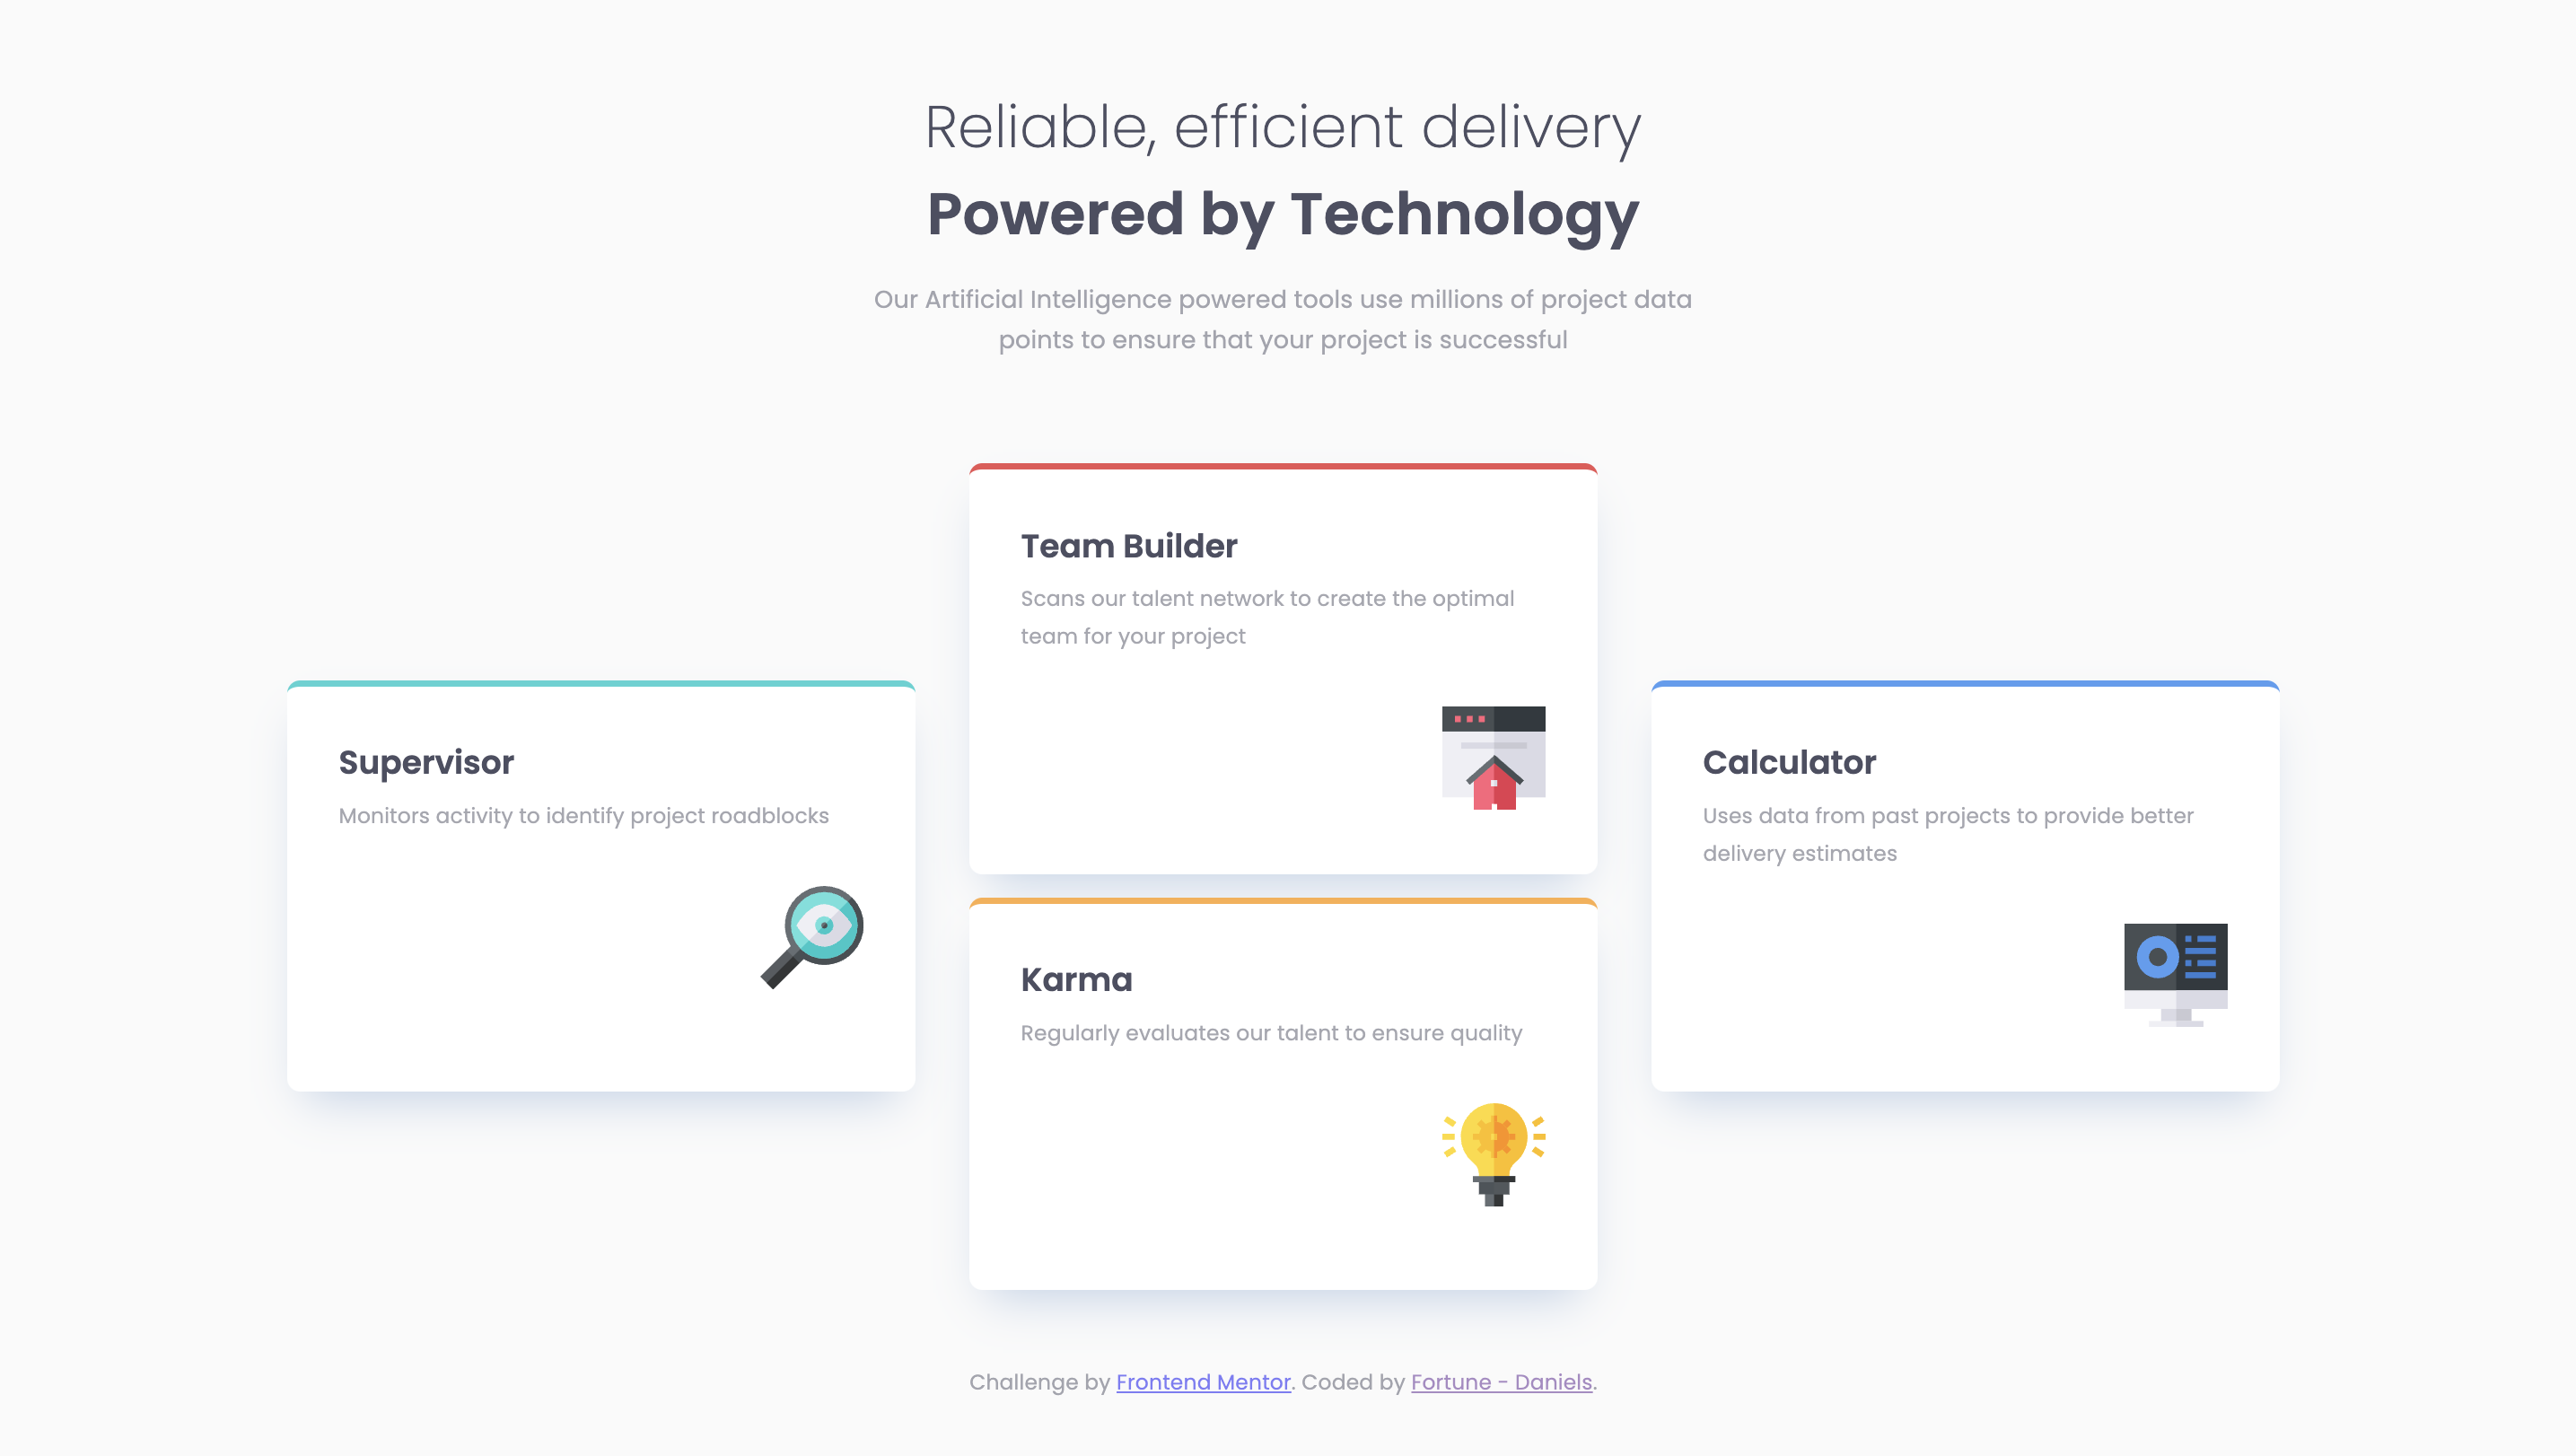 Reliable, efficient delivery
Powered by Technology
Our Artificial Intelligence powered tools use millions of project data
points to ensure that your project is successful
Team Builder
Scans our talent network to create the optimal
team for your project
Supervisor
Monitors activity to identify project roadblocks
Calculator
Uses data from past projects to provide better
delivery estimates
Karma
Regularly evaluates our talent to ensure quality
Challenge by Frontend Mentor. Coded by Fortune - Daniels.